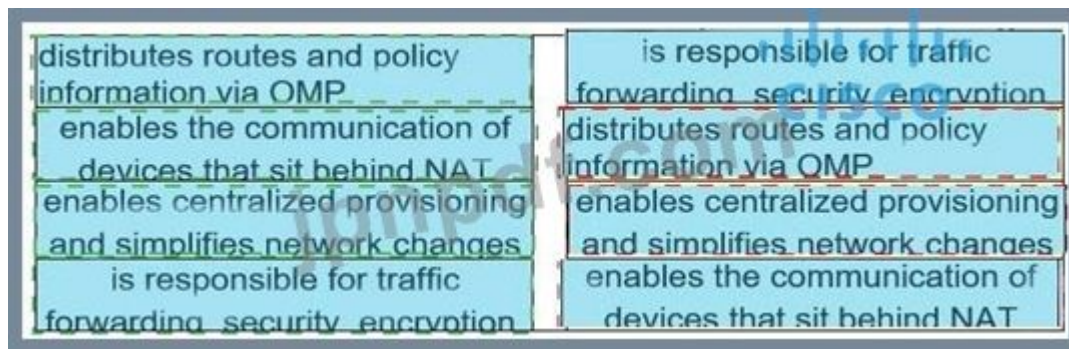 distributes routes and policy
information via OMP
enables the communication of
devices that sit behind NAT
enables centralized provisioning
and simplifies network changes
is responsible for traffic
forwarding security encryption
is responsible for traffic
forwarding security encryption
distributes routes and policy
information via OMP
enables centralized provisioning
and simplifies network changes
enables the communication of
devices that sit behind NAT
CISCO
jpnpdf.com